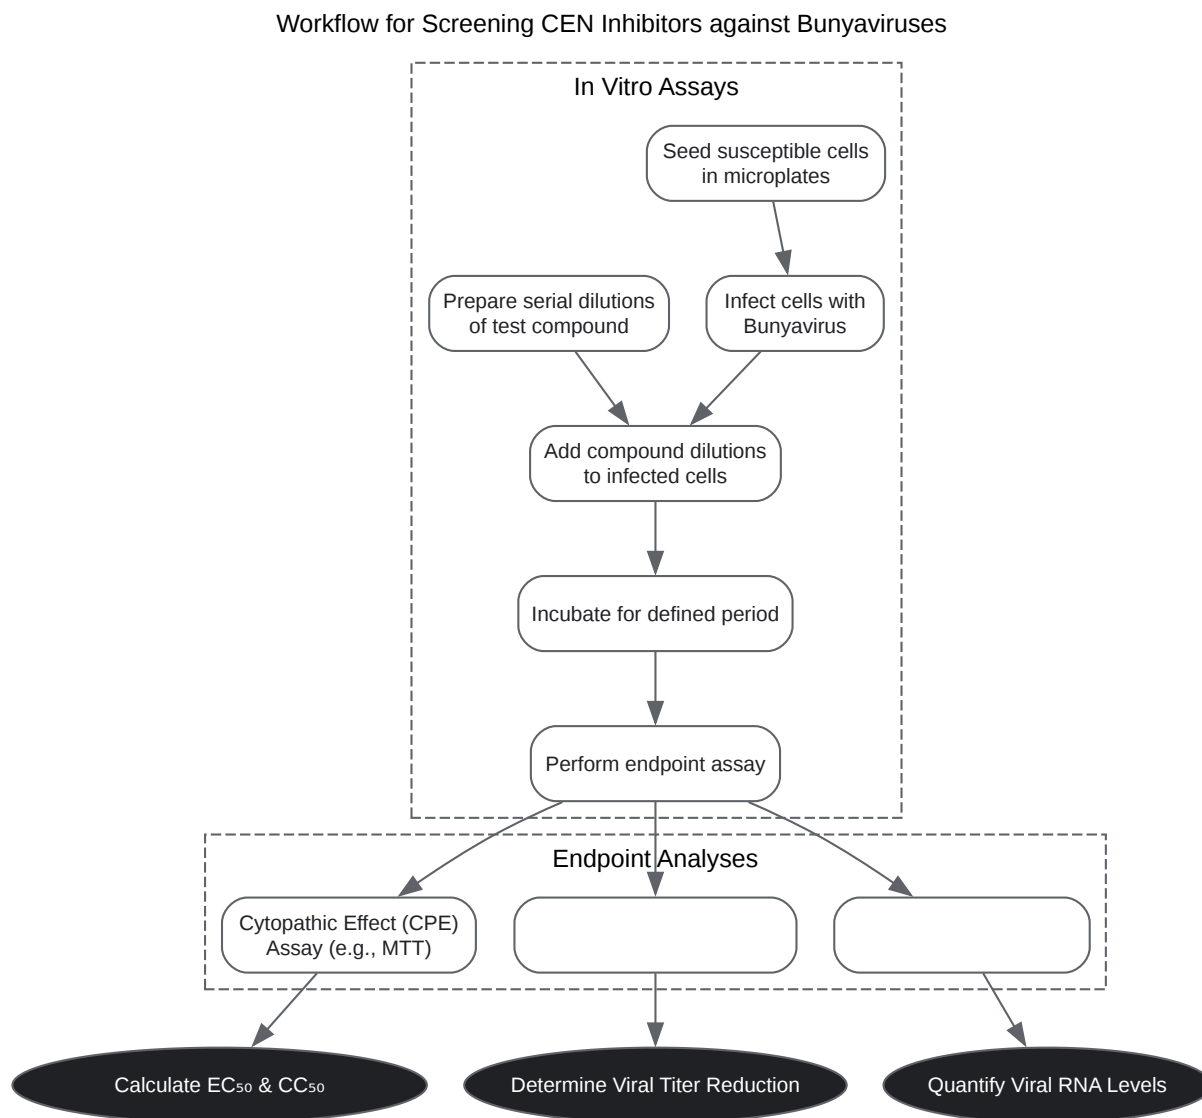 Workflow for Screening CEN Inhibitors against Bunyaviruses
In Vitro Assays
Seed susceptible cells
in microplates
Prepare serial dilutions
of test compound
Infect cells with
Bunyavirus
Add compound dilutions
to infected cells
Incubate for defined period
Perform endpoint assay
Endpoint Analyses
Cytopathic Effect (CPE)
Assay (e.g., MTT)
Calculate EC₅₀ & CC₅₀
Determine Viral Titer Reduction
Quantify Viral RNA Levels